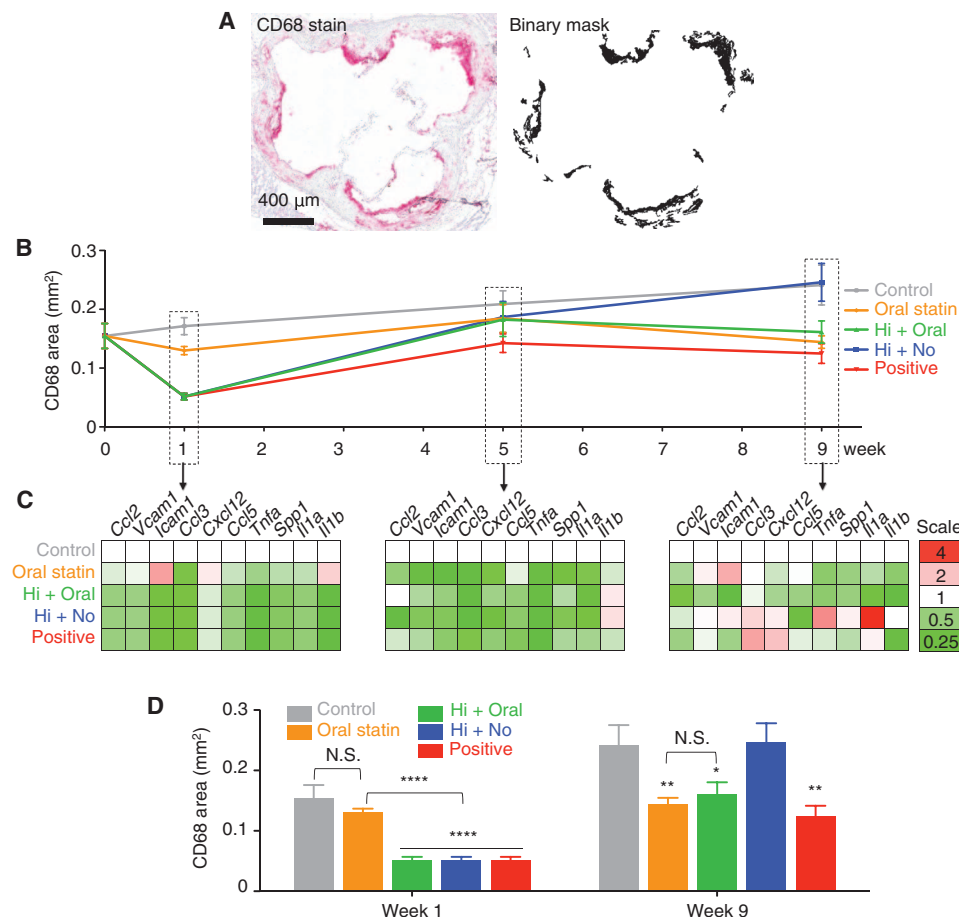 A
CD68 stain
Binary mask
400 μm
B
CD68 area (mm²)
0.3
0.2
0.1
0
0 1 2 3 4 5 6 7 8 9 week
Control
Oral statin
Hi + Oral
Hi + No
Positive
C
Ccl2 Vcam1 Icam1 Ccl3 Cxcl12 Ccl5 Tnfa Spp1 Il1a Il1b
Ccl2 Vcam1 Icam1 Ccl3 Cxcl12 Ccl5 Tnfa Spp1 Il1a Il1b
Ccl2 Vcam1 Icam1 Ccl3 Cxcl12 Ccl5 Tnfa Spp1 Il1a Il1b
Control
Oral statin
Hi + Oral
Hi + No
Positive
Scale
4
2
1
0.5
0.25
D
CD68 area (mm²)
0.3
0.2
0.1
0
Control
Oral statin
Hi + Oral
Hi + No
Positive
N.S.
****
****
N.S.
**
*
**
Week 1
Week 9